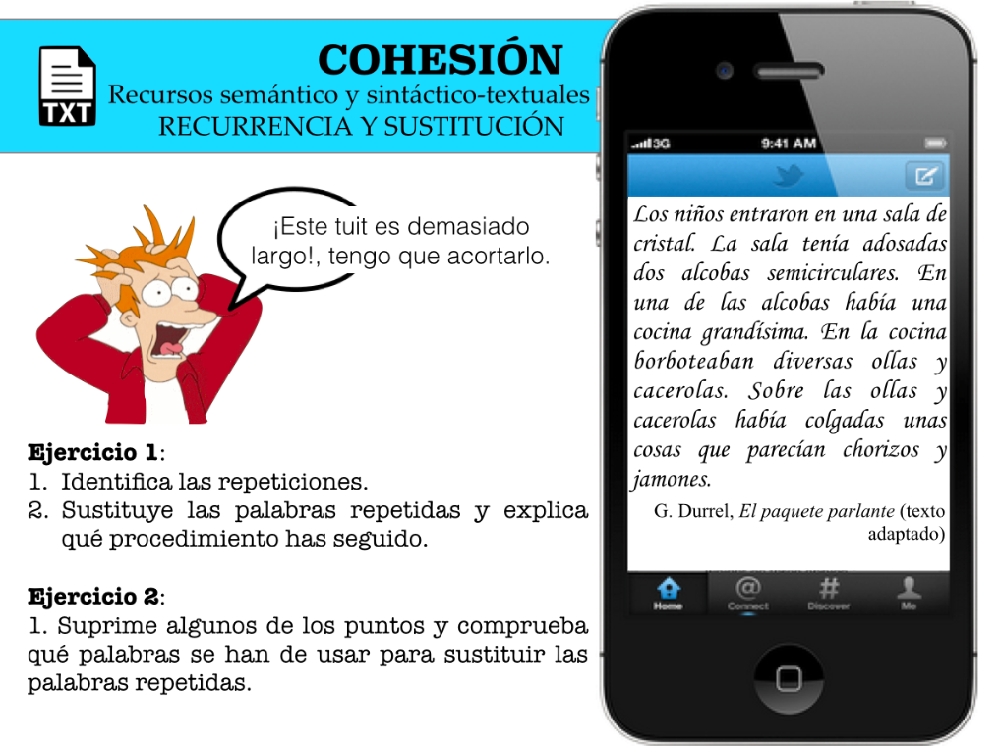 TXT
COHESIÓN
Recursos semántico y sintáctico-textuales
RECURRENCIA Y SUSTITUCIÓN
¡Este tuit es demasiado
largo!, tengo que acortarlo.
Ejercicio 1:
1. Identifica las repeticiones.
2. Sustituye las palabras repetidas y explica
qué procedimiento has seguido.
Ejercicio 2:
1. Suprime algunos de los puntos y comprueba
qué palabras se han de usar para sustituir las
palabras repetidas.
3G 9:41 AM
Los niños entraron en una sala de
cristal. La sala tenía adosadas
dos alcobas semicirculares. En
una de las alcobas había una
cocina grandísima. En la cocina
borboteaban diversas ollas y
cacerolas. Sobre las ollas y
cacerolas había colgadas unas
cosas que parecían chorizos y
jamones.
G. Durrel, El paquete parlante (texto
adaptado)
Home Connect Discover Me